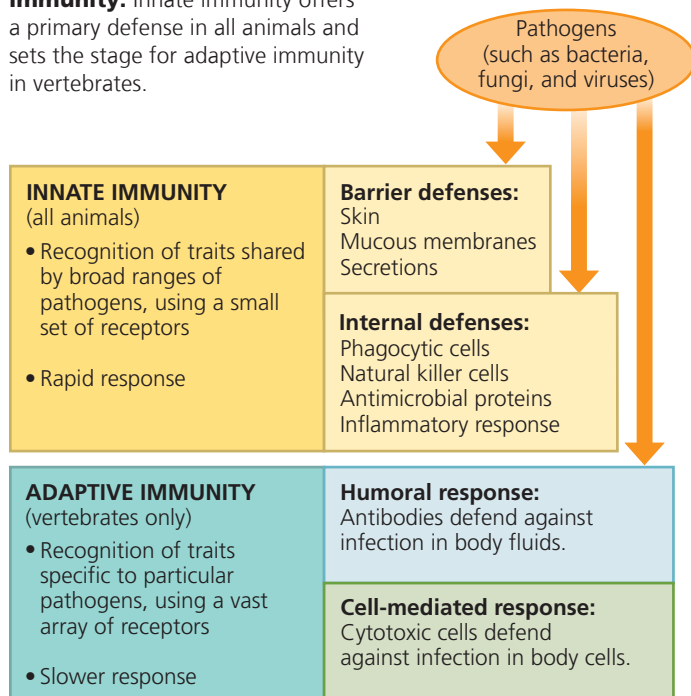 Immunity: Innate immunity offers
a primary defense in all animals and
sets the stage for adaptive immunity
in vertebrates.
Pathogens
(such as bacteria,
fungi, and viruses)
INNATE IMMUNITY
(all animals)
• Recognition of traits shared
by broad ranges of
pathogens, using a small
set of receptors
• Rapid response
Barrier defenses:
Skin
Mucous membranes
Secretions
Internal defenses:
Phagocytic cells
Natural killer cells
Antimicrobial proteins
Inflammatory response
ADAPTIVE IMMUNITY
(vertebrates only)
• Recognition of traits
specific to particular
pathogens, using a vast
array of receptors
• Slower response
Humoral response:
Antibodies defend against
infection in body fluids.
Cell-mediated response:
Cytotoxic cells defend
against infection in body cells.